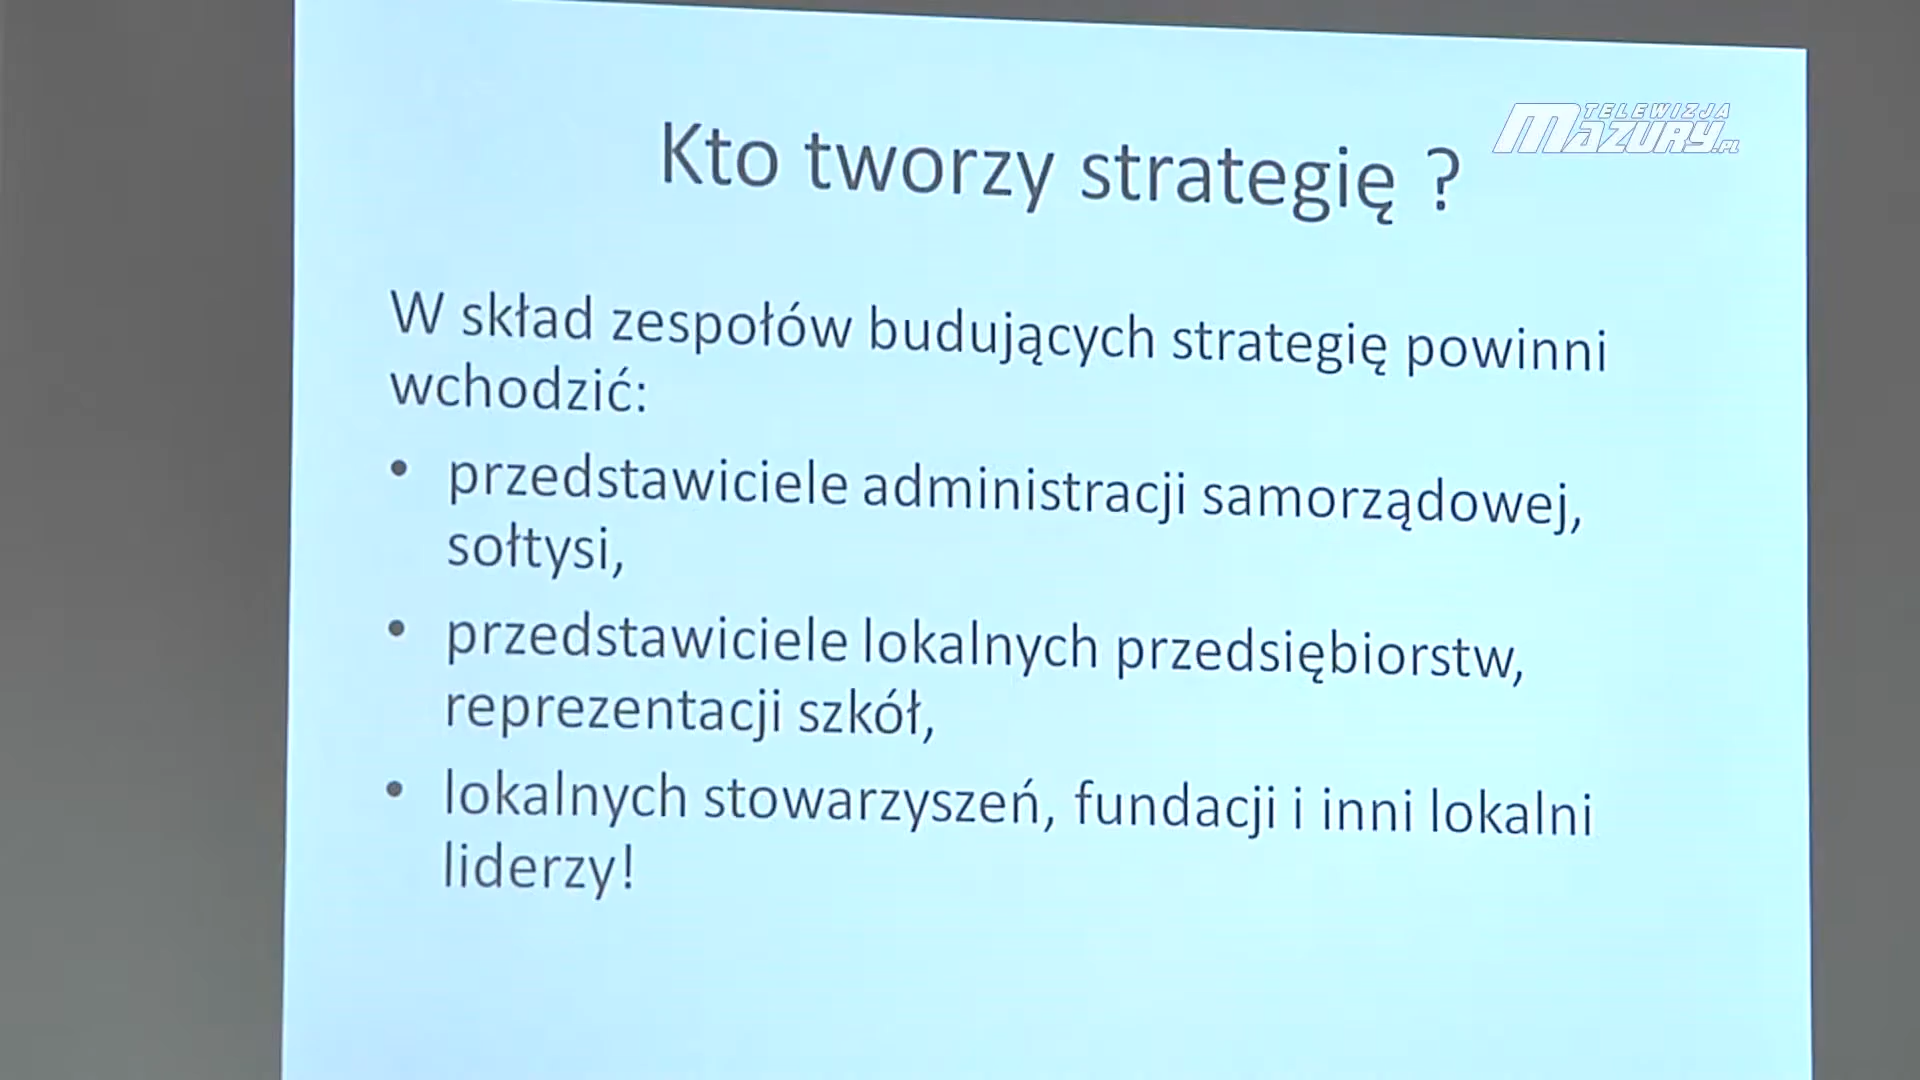 TELEWIZJA
MAZURY.PL
Kto tworzy strategię ?
W skład zespołów budujących strategię powinni
wchodzić:
• przedstawiciele administracji samorządowej,
sołtysi,
• przedstawiciele lokalnych przedsiębiorstw,
reprezentacji szkół,
• lokalnych stowarzyszeń, fundacji i inni lokalni
liderzy!